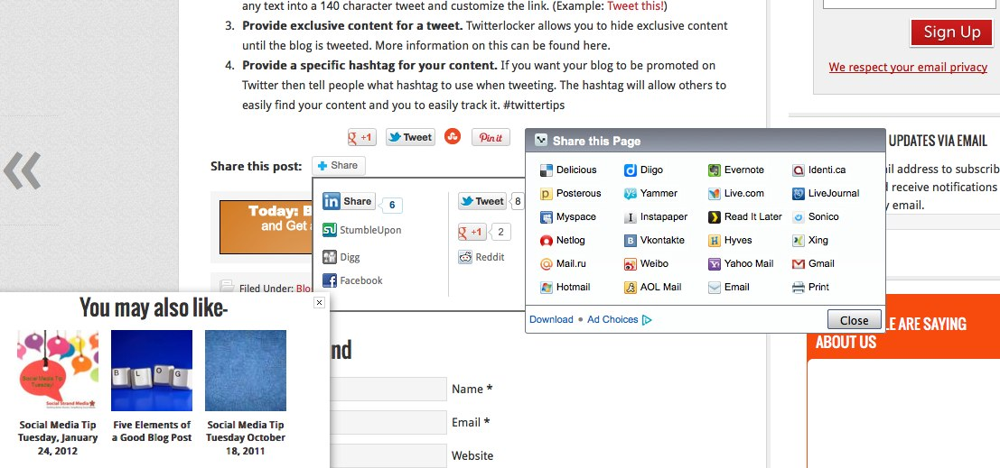 any text into a 140 character tweet and customize the link. (Example: Tweet this!)
3. Provide exclusive content for a tweet. Twitterlocker allows you to hide exclusive content
until the blog is tweeted. More information on this can be found here.
4. Provide a specific hashtag for your content. If you want your blog to be promoted on
Twitter then tell people what hashtag to use when tweeting. The hashtag will allow others to
easily find your content and you to easily track it. #twittertips
Sign Up
We respect your email privacy
g +1
Tweet
Pin it
Share this post:
Share
Share 6
Tweet 8
StumbleUpon
g +1 2
Digg
Reddit
Facebook
Today: B
and Get a
Filed Under: Blo
Share this Page
Delicious Diigo Evernote Identi.ca
Posterous Yammer Live.com LiveJournal
Myspace Instapaper Read It Later Sonico
Netlog Vkontakte Hyves Xing
Mail.ru Weibo Yahoo Mail Gmail
Hotmail AOL Mail Email Print
Download • Ad Choices
Close
UPDATES VIA EMAIL
ail address to subscrib
d receive notifications
y email.
LE ARE SAYING
ABOUT US
You may also like-
x
Social Media Tip
Tuesday!
Social Strand Media
B L O G
Social Media Tip
Tuesday, January
24, 2012
Five Elements of
a Good Blog Post
Social Media Tip
Tuesday October
18, 2011
nd
Name *
Email *
Website